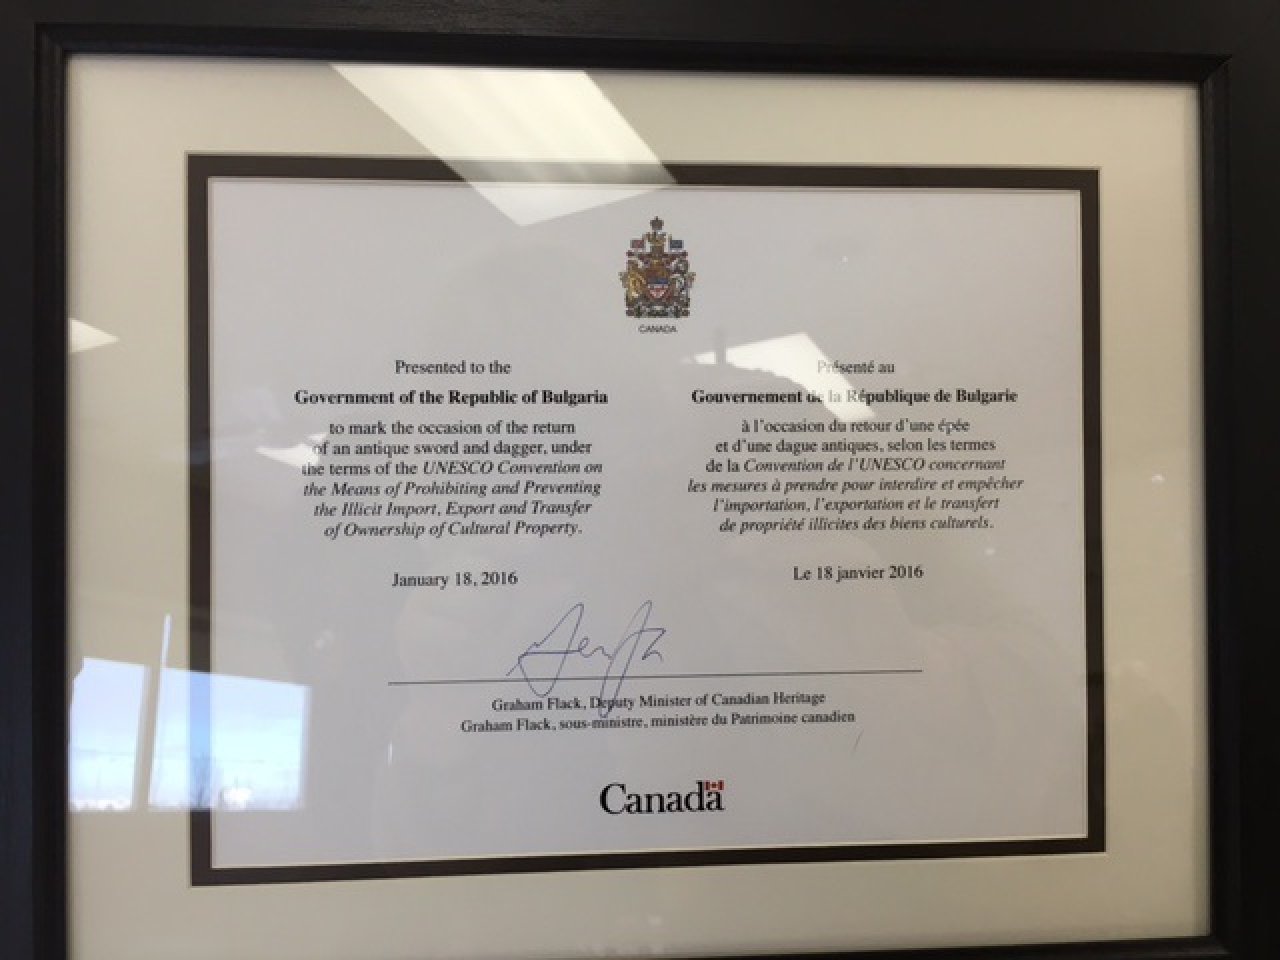 CANADA
Presented to the
Government of the Republic of Bulgaria
to mark the occasion of the return
of an antique sword and dagger, under
the terms of the UNESCO Convention on
the Means of Prohibiting and Preventing
the Illicit Import, Export and Transfer
of Ownership of Cultural Property.
January 18, 2016
Présenté au
Gouvernement de la République de Bulgarie
à l'occasion du retour d'une épée
et d'une dague antiques, selon les termes
de la Convention de l'UNESCO concernant
les mesures à prendre pour interdire et empêcher
l'importation, l'exportation et le transfert
de propriété illicites des biens culturels.
Le 18 janvier 2016
Graham Flack, Deputy Minister of Canadian Heritage
Graham Flack, sous-ministre, ministère du Patrimoine canadien
Canada